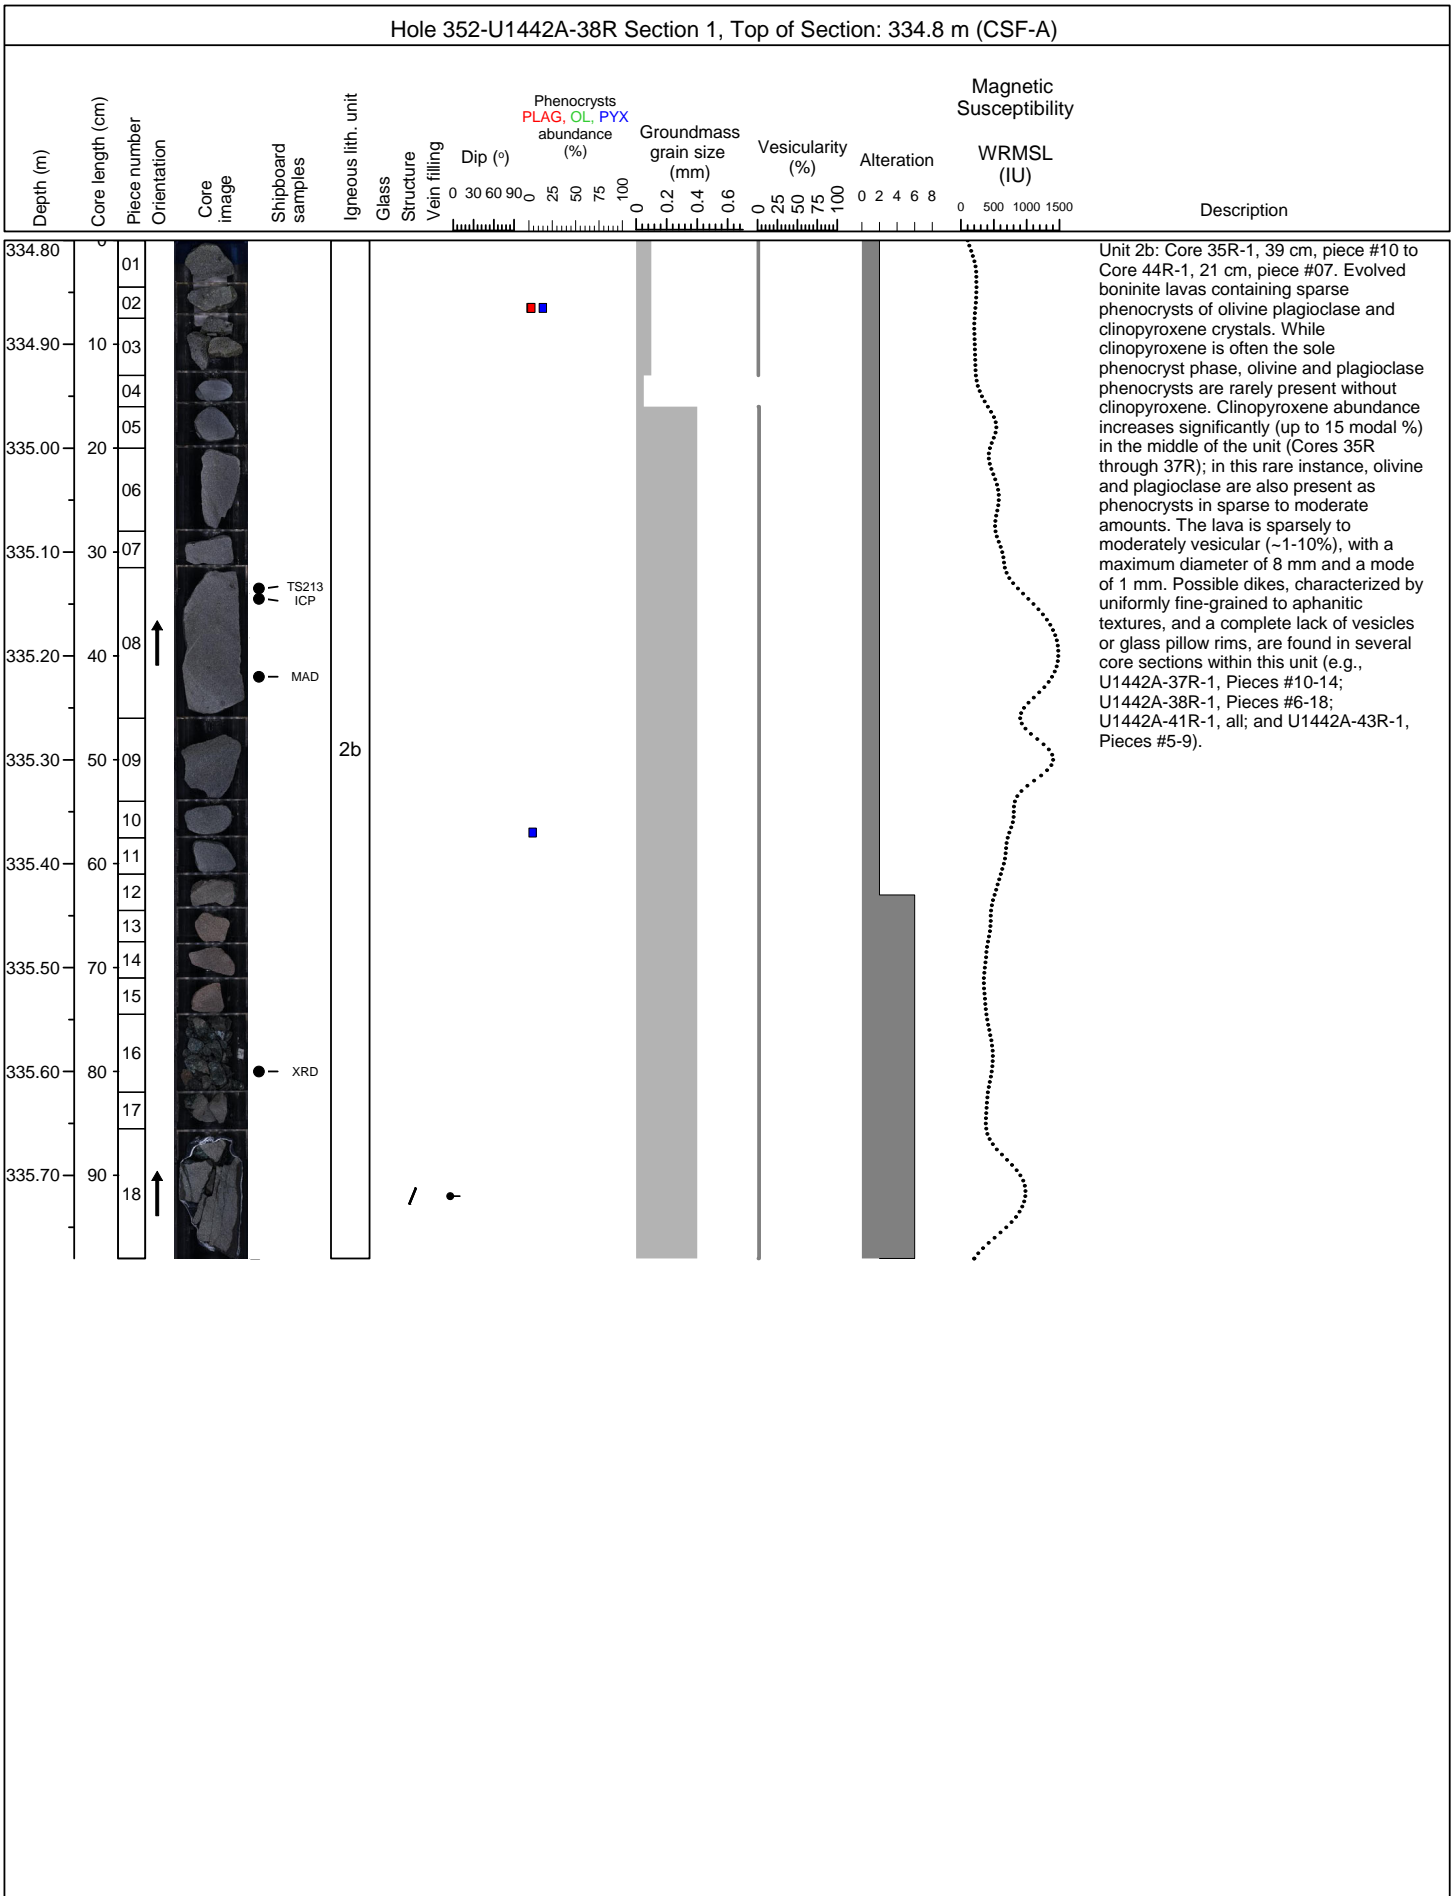 Hole 352-U1442A-38R Section 1, Top of Section: 334.8 m (CSF-A)
Depth (m)
Core length (cm)
Piece number
Orientation
Core
image
Shipboard
samples
Igneous lith. unit
Glass
Structure
Vein filling
Dip (o)
0 30 60 90
Phenocrysts
PLAG, OL, PYX
abundance
(%)
0 25 50 75 100
Groundmass
grain size
(mm)
0 0.2 0.4 0.6
Vesicularity
(%)
0 25 50 75 100
Alteration
0 2 4 6 8
Magnetic
Susceptibility
WRMSL
(IU)
0 500 1000 1500
Description
334.80
334.90
335.00
335.10
335.20
335.30
335.40
335.50
335.60
335.70
0
10
20
30
40
50
60
70
80
90
01
02
03
04
05
06
07
08
09
10
11
12
13
14
15
16
17
18
TS213
ICP
MAD
XRD
2b
Unit 2b: Core 35R-1, 39 cm, piece #10 to
Core 44R-1, 21 cm, piece #07. Evolved
boninite lavas containing sparse
phenocrysts of olivine plagioclase and
clinopyroxene crystals. While
clinopyroxene is often the sole
phenocryst phase, olivine and plagioclase
phenocrysts are rarely present without
clinopyroxene. Clinopyroxene abundance
increases significantly (up to 15 modal %)
in the middle of the unit (Cores 35R
through 37R); in this rare instance, olivine
and plagioclase are also present as
phenocrysts in sparse to moderate
amounts. The lava is sparsely to
moderately vesicular (~1-10%), with a
maximum diameter of 8 mm and a mode
of 1 mm. Possible dikes, characterized by
uniformly fine-grained to aphanitic
textures, and a complete lack of vesicles
or glass pillow rims, are found in several
core sections within this unit (e.g.,
U1442A-37R-1, Pieces #10-14;
U1442A-38R-1, Pieces #6-18;
U1442A-41R-1, all; and U1442A-43R-1,
Pieces #5-9).